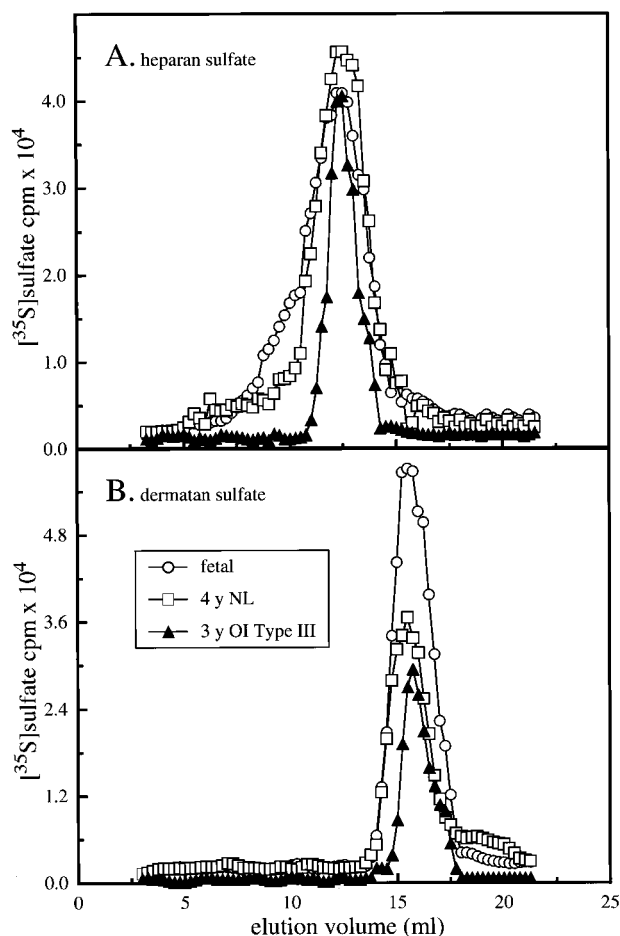 A. heparan sulfate
[35S]sulfate cpm x 10^4
4.0
3.0
2.0
1.0
0.0
B. dermatan sulfate
fetal
4 y NL
3 y OI Type III
[35S]sulfate cpm x 10^4
4.8
3.6
2.4
1.2
0.0
0 5 10 15 20 25
elution volume (ml)